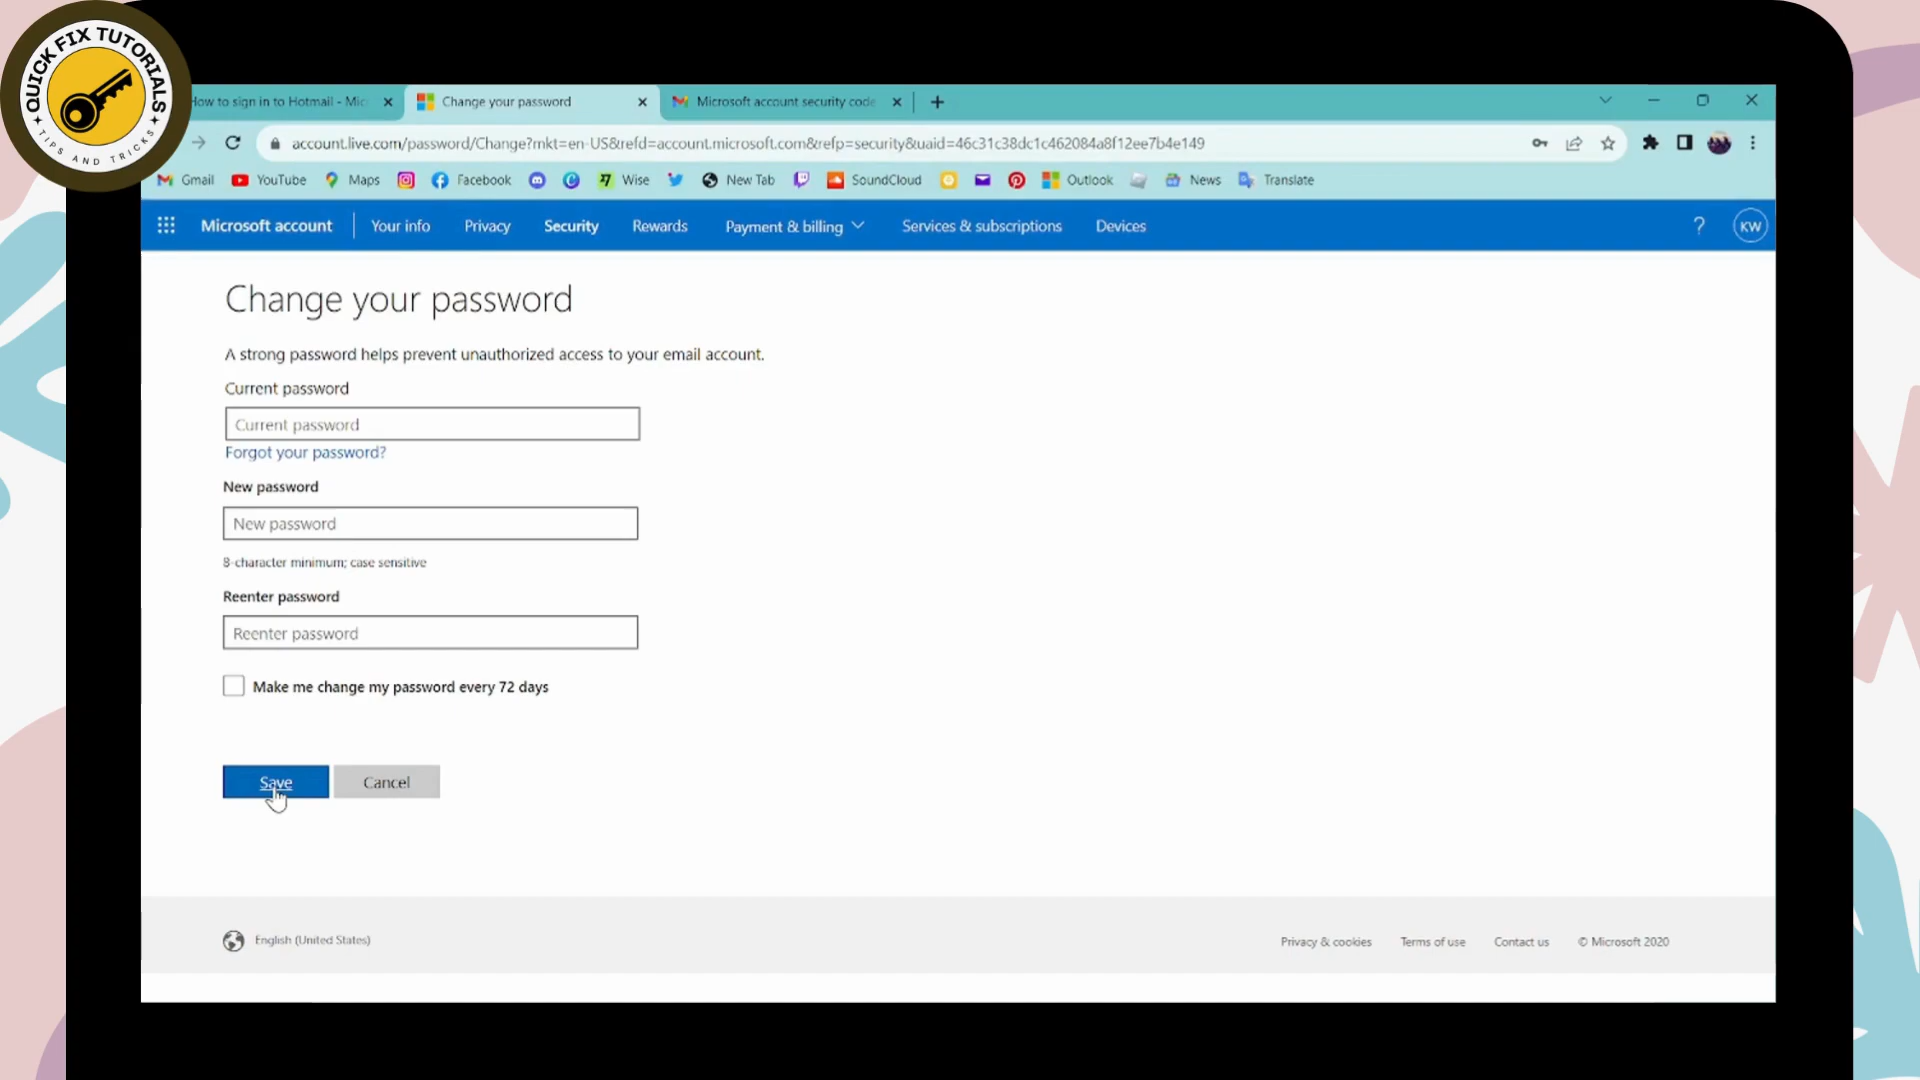 QUICK FIX TUTORIALS
TIPS AND TRICKS
How to sign in to Hotmail - Mic
Change your password
Microsoft account security code
account.live.com/password/Change?mkt=en-US&refd=account.microsoft.com&refp=security&uaid=46c31c38dc1c462084a8f12ee7b4e149
Gmail YouTube Maps Facebook Wise New Tab SoundCloud Outlook News Translate
Microsoft account Your info Privacy Security Rewards Payment & billing Services & subscriptions Devices ? KW
Change your password
A strong password helps prevent unauthorized access to your email account.
Current password
Current password
Forgot your password?
New password
New password
8-character minimum; case sensitive
Reenter password
Reenter password
Make me change my password every 72 days
Save Cancel
English (United States)
Privacy & cookies Terms of use Contact us © Microsoft 2020